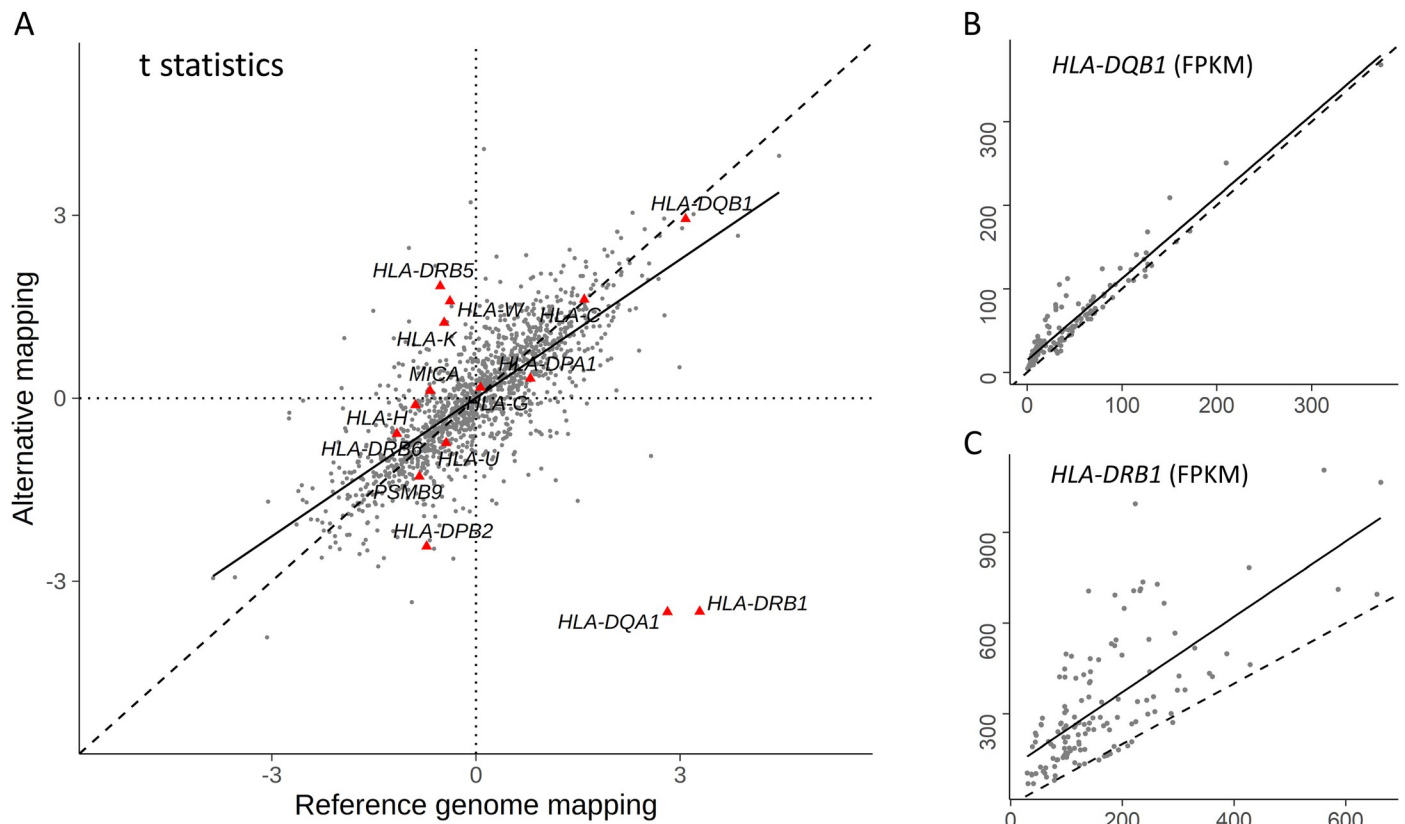 A
t statistics
Alternative mapping
3
0
-3
HLA-DQB1
HLA-DRB5
HLA-W
HLA-C
HLA-K
HLA-DPA1
MICA
HLA-G
HLA-H
HLA-DRB6
HLA-U
PSMB9
HLA-DPB2
HLA-DQA1
HLA-DRB1
-3
0
3
Reference genome mapping
B
HLA-DQB1 (FPKM)
300
200
100
0
0
100
200
300
C
HLA-DRB1 (FPKM)
900
600
300
0
200
400
600